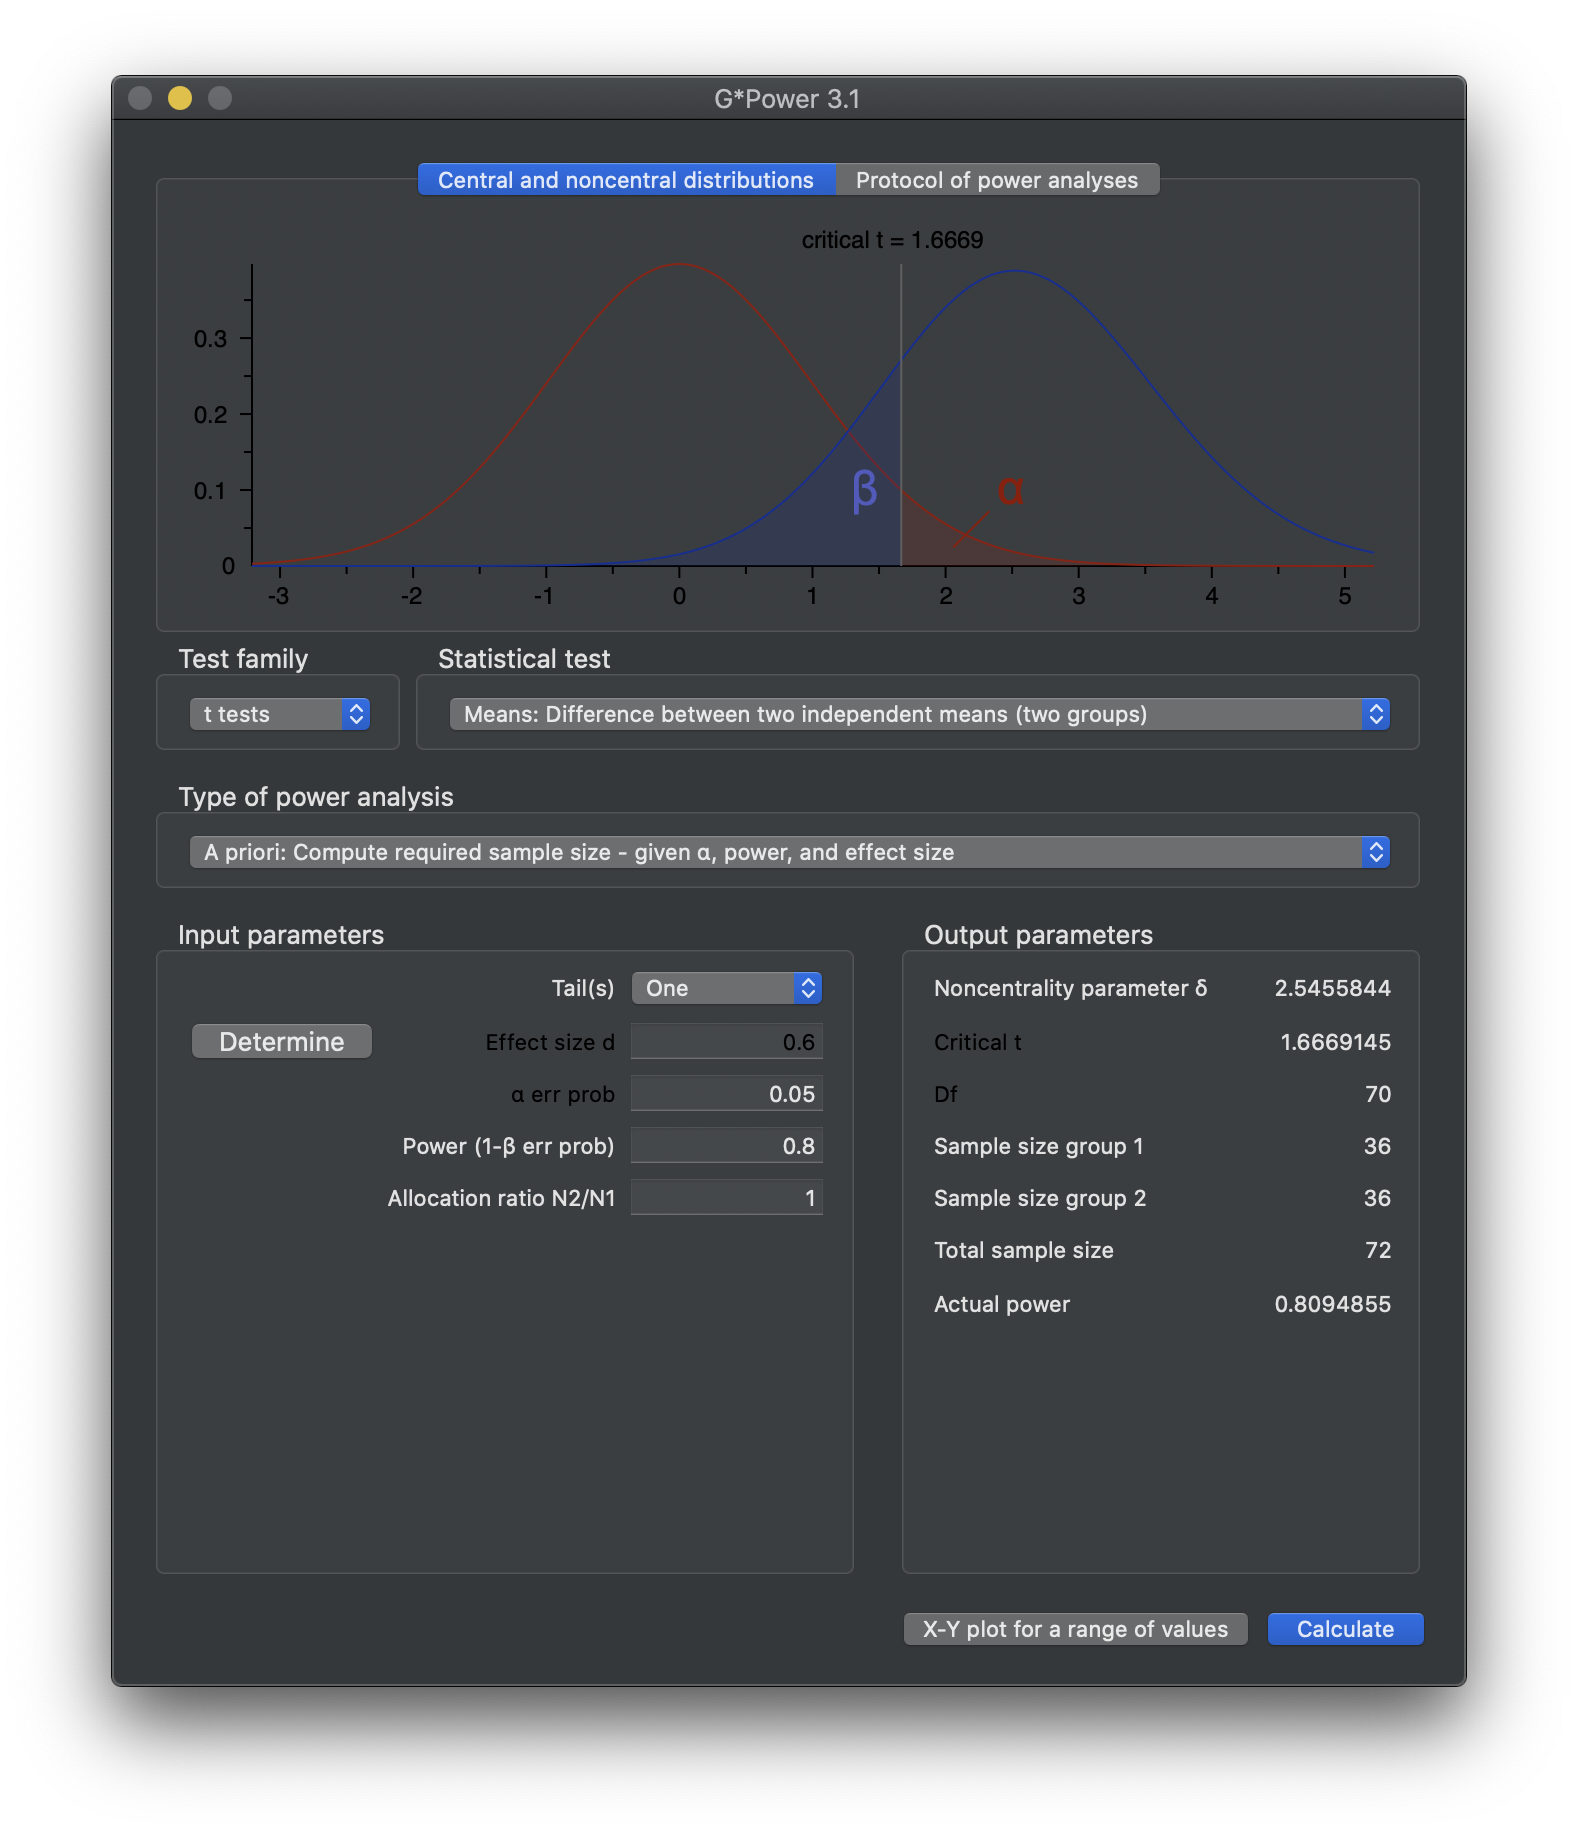 G*Power 3.1
Central and noncentral distributions Protocol of power analyses
critical t = 1.6669
0.3
0.2
0.1
0
β
α
-3 -2 -1 0 1 2 3 4 5
Test family Statistical test
t tests Means: Difference between two independent means (two groups)
Type of power analysis
A priori: Compute required sample size - given α, power, and effect size
Input parameters
Tail(s) One
Determine Effect size d 0.6
α err prob 0.05
Power (1-β err prob) 0.8
Allocation ratio N2/N1 1
Output parameters
Noncentrality parameter δ 2.5455844
Critical t 1.6669145
Df 70
Sample size group 1 36
Sample size group 2 36
Total sample size 72
Actual power 0.8094855
X-Y plot for a range of values Calculate